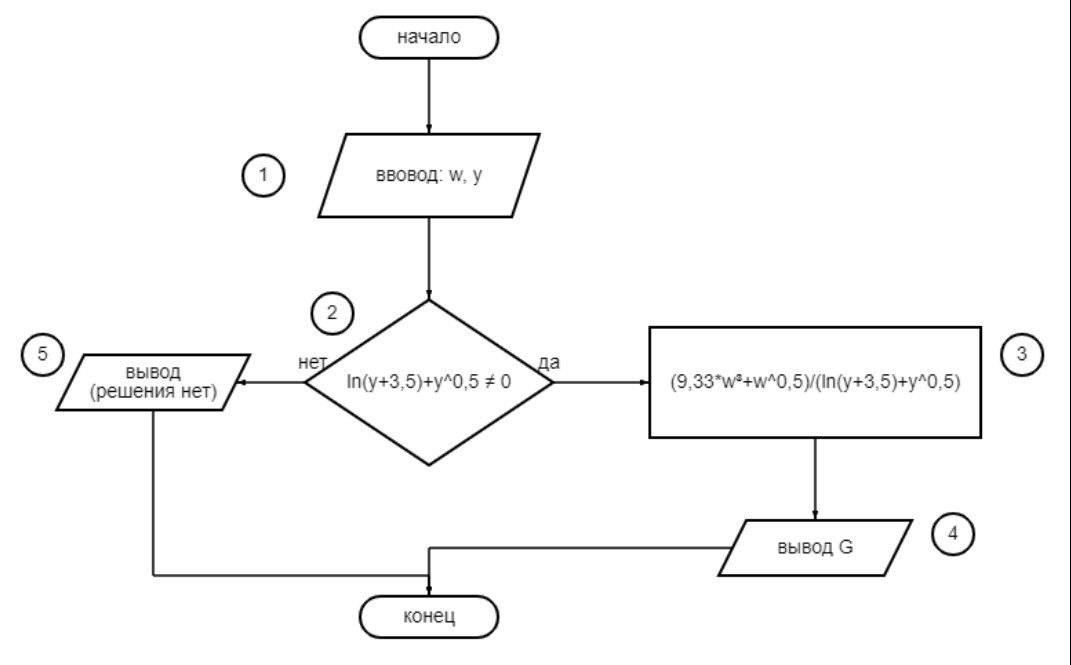 начало
1
ввовод: w, y
2
нет
да
ln(y+3,5)+y^0,5 ≠ 0
5
вывод
(решения нет)
3
(9,33*w³+w^0,5)/(ln(y+3,5)+y^0,5)
4
вывод G
конец